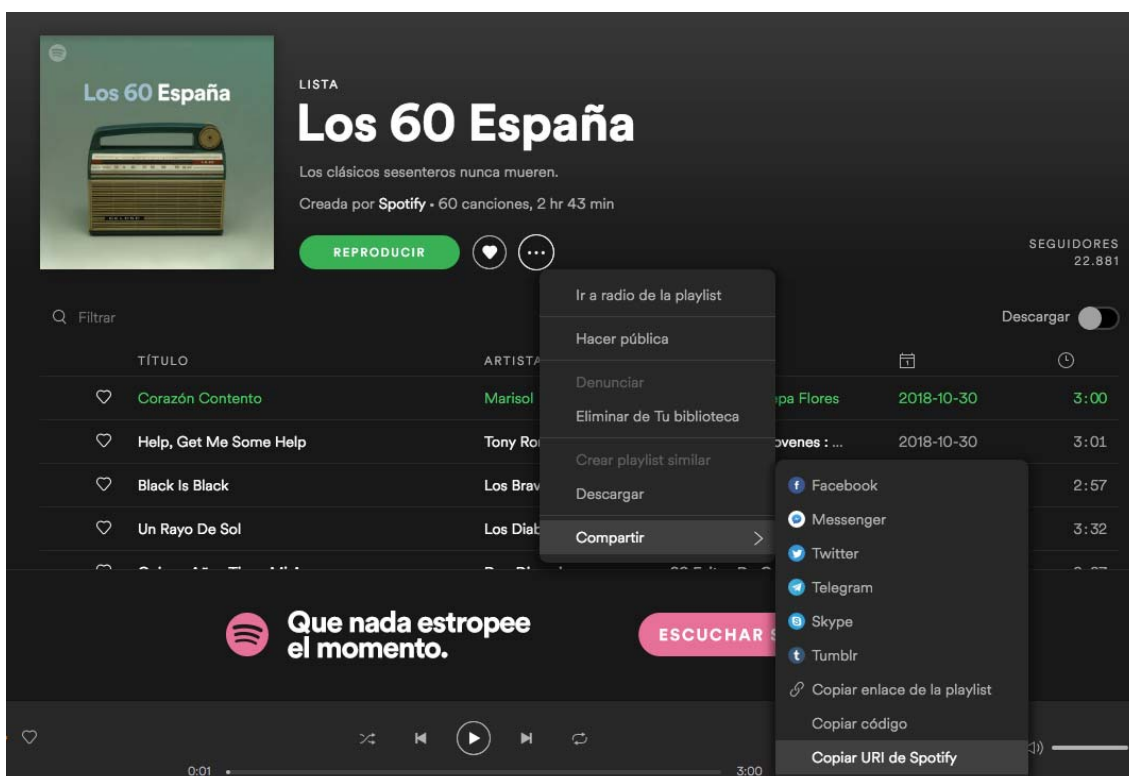 Los 60 España
LISTA
Los 60 España
Los clásicos sesenteros nunca mueren.
Creada por Spotify • 60 canciones, 2 hr 43 min
REPRODUCIR
SEGUIDORES
22.881
Filtrar
Descargar
TÍTULO ARTISTA
Corazón Contento Marisol Flores 2018-10-30 3:00
Help, Get Me Some Help Tony 2018-10-30 3:01
Black Is Black Los 2:57
Un Rayo De Sol Los 3:32
Ir a radio de la playlist
Hacer pública
Denunciar
Eliminar de Tu biblioteca
Crear playlist similar
Descargar
Compartir
Facebook
Messenger
Twitter
Telegram
Skype
Tumblr
Copiar enlace de la playlist
Copiar código
Copiar URI de Spotify
Que nada estropee
el momento.
ESCUCHAR
0:01 3:00